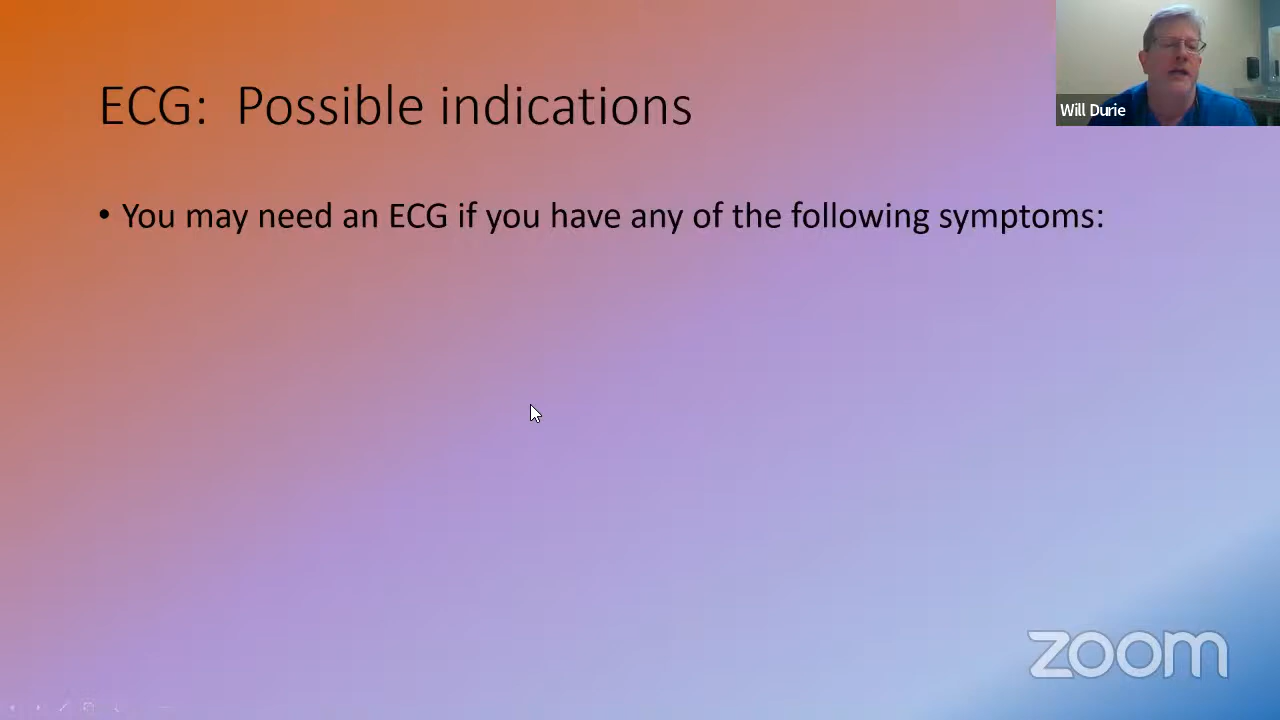 ECG: Possible indications
Will Durie
• You may need an ECG if you have any of the following symptoms:
zoom